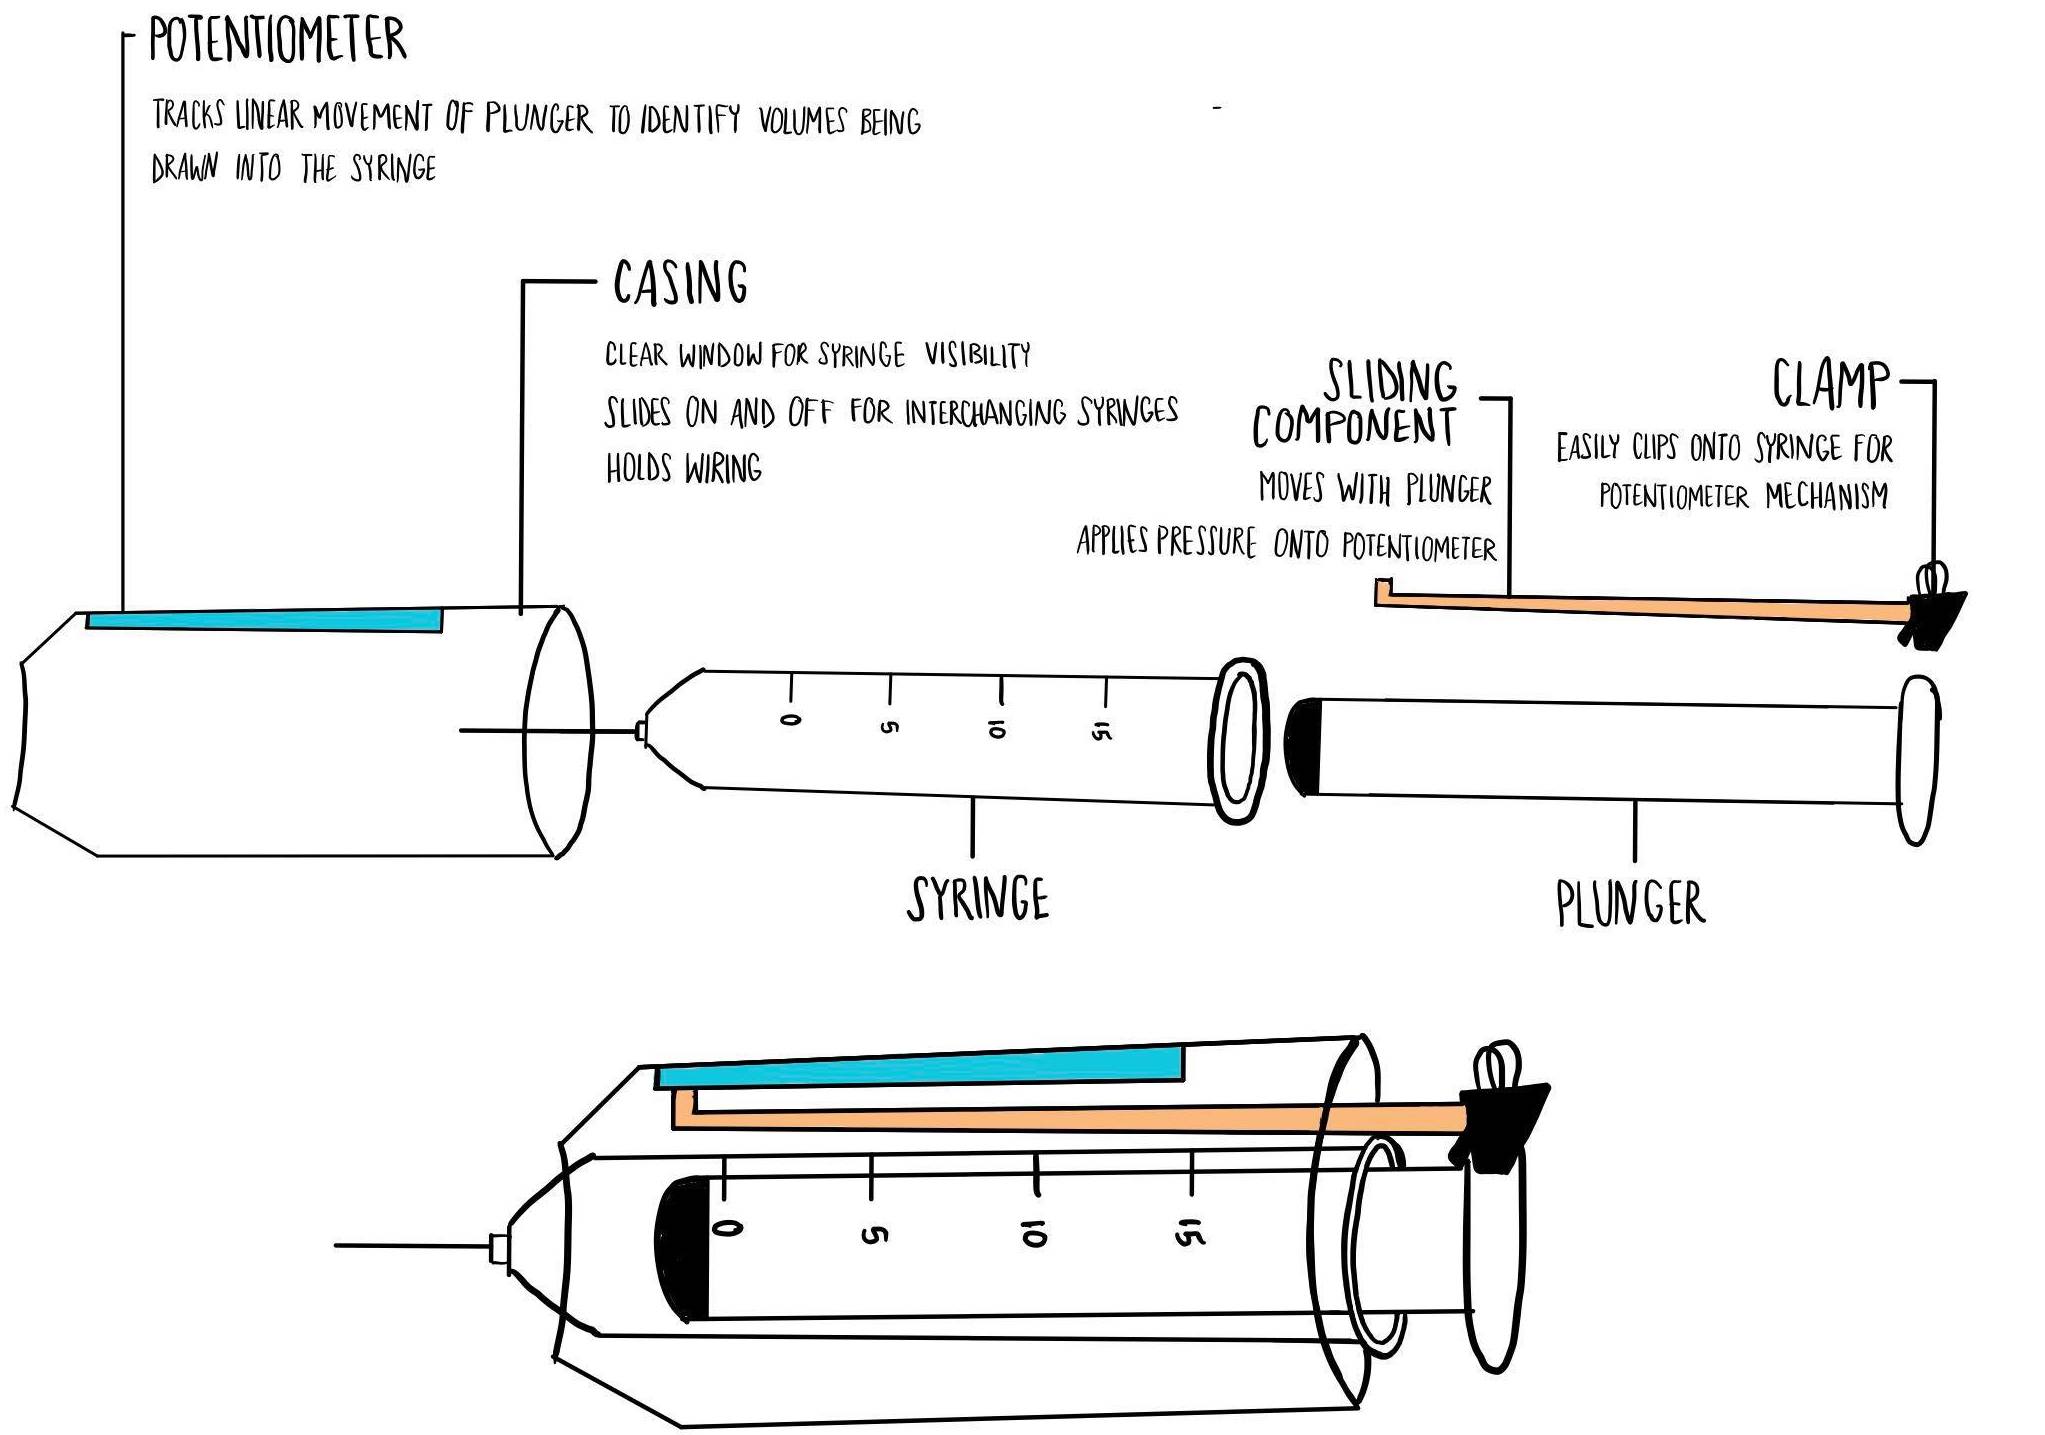 POTENTIOMETER
TRACKS LINEAR MOVEMENT OF PLUNGER TO IDENTIFY VOLUMES BEING
DRAWN INTO THE SYRINGE
CASING
CLEAR WINDOW FOR SYRINGE VISIBILITY
SLIDES ON AND OFF FOR INTERCHANGING SYRINGES
HOLDS WIRING
SLIDING
COMPONENT
MOVES WITH PLUNGER
APPLIES PRESSURE ONTO POTENTIOMETER
CLAMP
EASILY CLIPS ONTO SYRINGE FOR
POTENTIOMETER MECHANISM
0 5 10 15
SYRINGE
PLUNGER
0 5 10 15